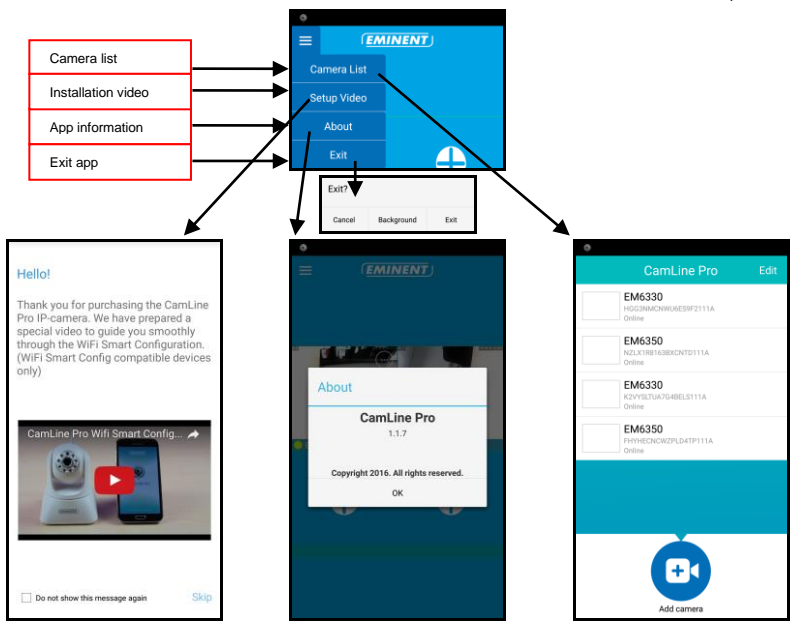 Camera list
Installation video
App information
Exit app
EMINENT
Camera List
Setup Video
About
Exit
Exit?
Cancel Background Exit
Hello!
Thank you for purchasing the CamLine
Pro IP-camera. We have prepared a
special video to guide you smoothly
through the WiFi Smart Configuration.
(WiFi Smart Config compatible devices
only)
CamLine Pro Wifi Smart Config...
Do not show this message again Skip
EMINENT
About
CamLine Pro
1.1.7
Copyright 2016. All rights reserved.
OK
CamLine Pro Edit
EM6330
HGG3NMCNWU6ES9F2111A
Online
EM6350
NZLX1R81638XCNTD111A
Online
EM6330
K2VYSLTUA7G4BELS111A
Online
EM6350
FHYHECNCWZPLD4TP111A
Online
Add camera